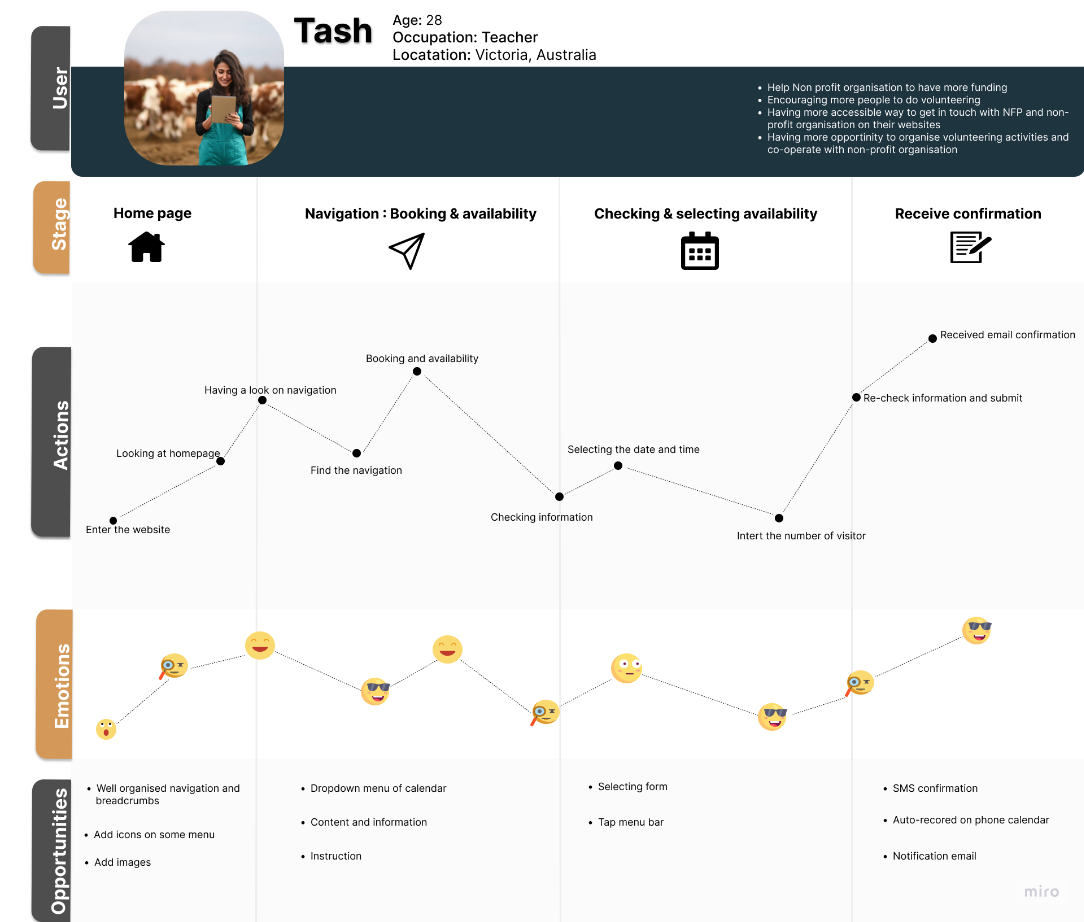 User
Tash
Age: 28
Occupation: Teacher
Locatation: Victoria, Australia
• Help Non profit organisation to have more funding
• Encouraging more people to do volunteering
• Having more accessible way to get in touch with NFP and non-
profit organisation on their websites
• Having more opportinity to organise volunteering activities and
co-operate with non-profit organisation
Stage
Home page
Navigation : Booking & availability
Checking & selecting availability
Receive confirmation
Actions
Enter the website
Looking at homepage
Having a look on navigation
Find the navigation
Booking and availability
Checking information
Selecting the date and time
Intert the number of visitor
Re-check information and submit
Received email confirmation
Emotions
Opportunities
• Well organised navigation and
breadcrumbs
• Add icons on some menu
• Add images
• Dropdown menu of calendar
• Content and information
• Instruction
• Selecting form
• Tap menu bar
• SMS confirmation
• Auto-recored on phone calendar
• Notification email
miro